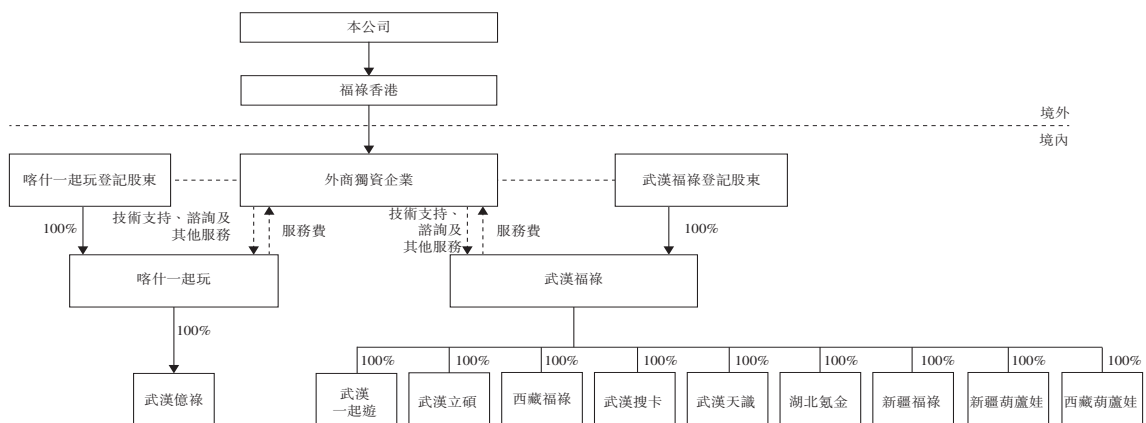 本公司
福祿香港
境外
境內
喀什一起玩登記股東
外商獨資企業
武漢福祿登記股東
100%
技術支持、諮詢及
其他服務
服務費
技術支持、
諮詢及
其他服務
服務費
100%
喀什一起玩
武漢福祿
100%
100%
100%
100%
100%
100%
100%
100%
100%
100%
武漢億祿
武漢
一起遊
武漢立碩
西藏福祿
武漢搜卡
武漢天識
湖北氪金
新疆福祿
新疆葫蘆娃
西藏葫蘆娃